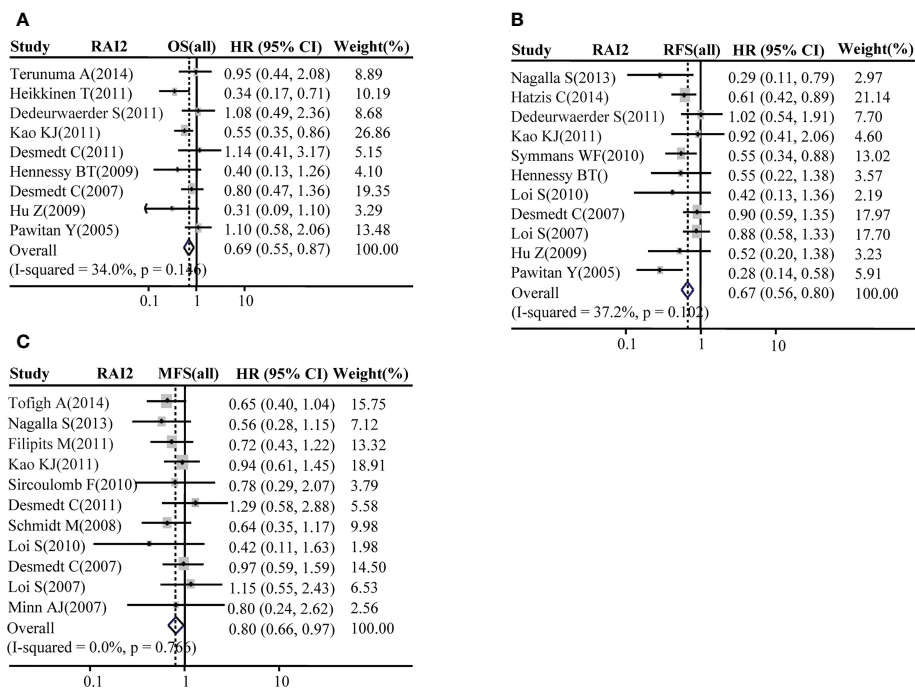 A
Study RAI2 OS(all) HR (95% CI) Weight(%)
Terunuma A(2014) 0.95 (0.44, 2.08) 8.89
Heikkinen T(2011) 0.34 (0.17, 0.71) 10.19
Dedeurwaerder S(2011) 1.08 (0.49, 2.36) 8.68
Kao KJ(2011) 0.55 (0.35, 0.86) 26.86
Desmedt C(2011) 1.14 (0.41, 3.17) 5.15
Hennessy BT(2009) 0.40 (0.13, 1.26) 4.10
Desmedt C(2007) 0.80 (0.47, 1.36) 19.35
Hu Z(2009) 0.31 (0.09, 1.10) 3.29
Pawitan Y(2005) 1.10 (0.58, 2.06) 13.48
Overall 0.69 (0.55, 0.87) 100.00
(I-squared = 34.0%, p = 0.146)
0.1 1 10
B
Study RAI2 RFS(all) HR (95% CI) Weight(%)
Nagalla S(2013) 0.29 (0.11, 0.79) 2.97
Hatzis C(2014) 0.61 (0.42, 0.89) 21.14
Dedeurwaerder S(2011) 1.02 (0.54, 1.91) 7.70
Kao KJ(2011) 0.92 (0.41, 2.06) 4.60
Symmans WF(2010) 0.55 (0.34, 0.88) 13.02
Hennessy BT() 0.55 (0.22, 1.38) 3.57
Loi S(2010) 0.42 (0.13, 1.36) 2.19
Desmedt C(2007) 0.90 (0.59, 1.35) 17.97
Loi S(2007) 0.88 (0.58, 1.33) 17.70
Hu Z(2009) 0.52 (0.20, 1.38) 3.23
Pawitan Y(2005) 0.28 (0.14, 0.58) 5.91
Overall 0.67 (0.56, 0.80) 100.00
(I-squared = 37.2%, p = 0.102)
0.1 1 10
C
Study RAI2 MFS(all) HR (95% CI) Weight(%)
Tofigh A(2014) 0.65 (0.40, 1.04) 15.75
Nagalla S(2013) 0.56 (0.28, 1.15) 7.12
Filipits M(2011) 0.72 (0.43, 1.22) 13.32
Kao KJ(2011) 0.94 (0.61, 1.45) 18.91
Sircoulomb F(2010) 0.78 (0.29, 2.07) 3.79
Desmedt C(2011) 1.29 (0.58, 2.88) 5.58
Schmidt M(2008) 0.64 (0.35, 1.17) 9.98
Loi S(2010) 0.42 (0.11, 1.63) 1.98
Desmedt C(2007) 0.97 (0.59, 1.59) 14.50
Loi S(2007) 1.15 (0.55, 2.43) 6.53
Minn AJ(2007) 0.80 (0.24, 2.62) 2.56
Overall 0.80 (0.66, 0.97) 100.00
(I-squared = 0.0%, p = 0.766)
0.1 1 10